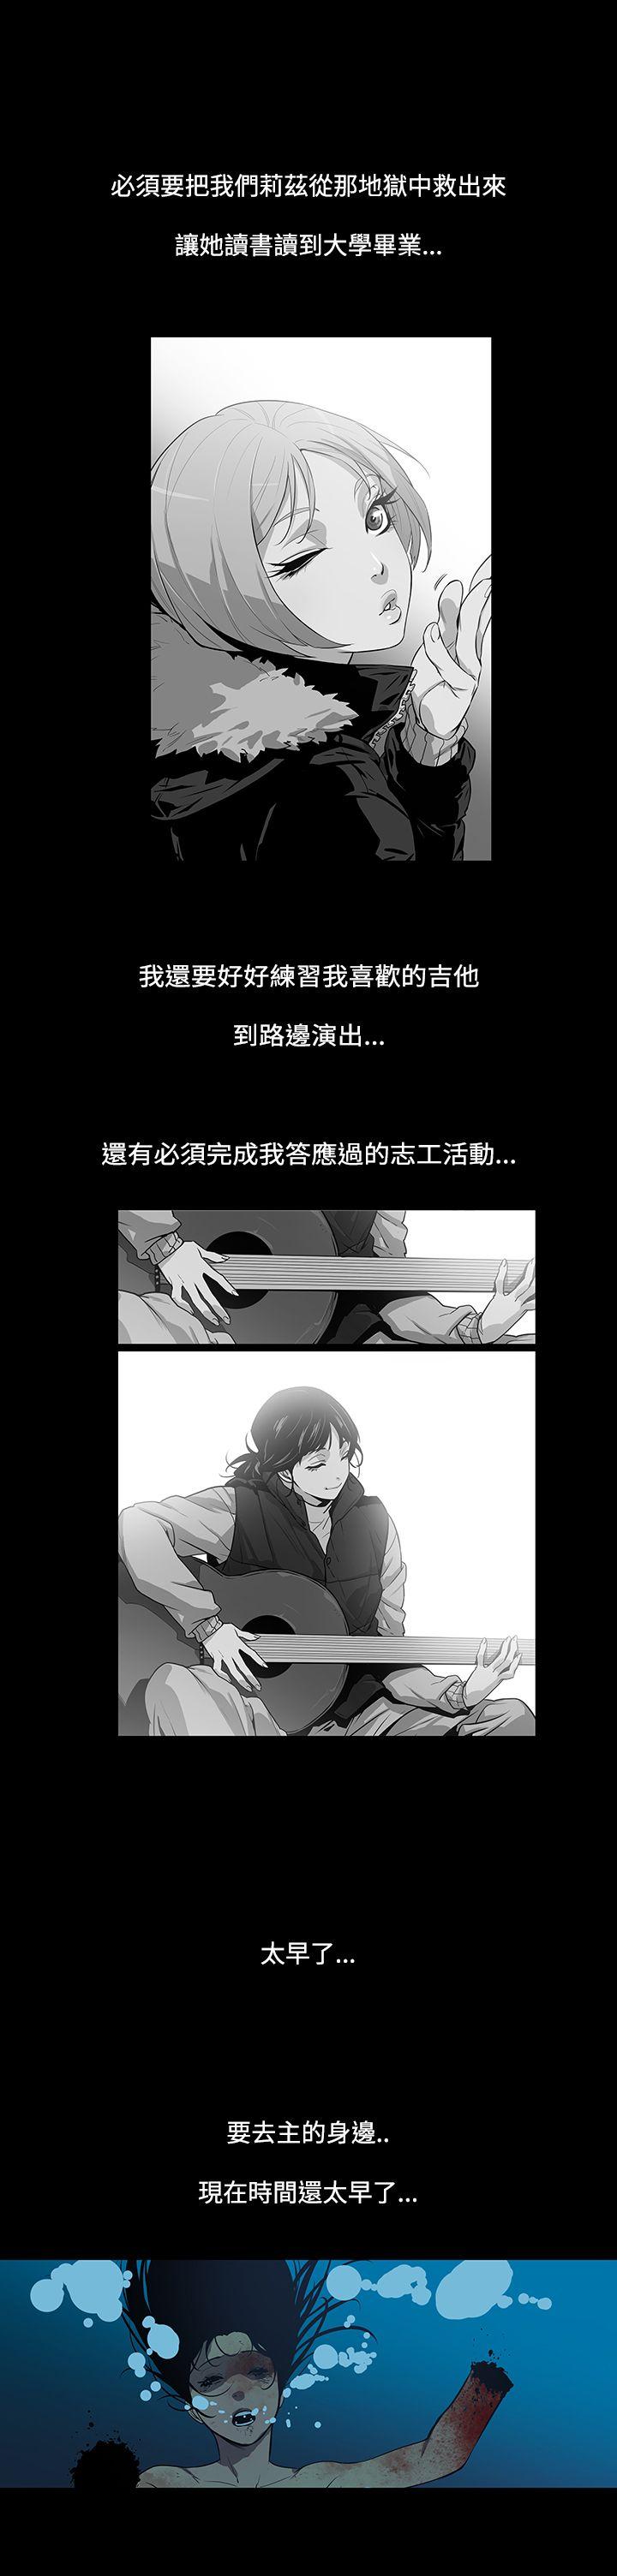 必須要把我們莉茲從那地獄中救出來
讓她讀書讀到大學畢業...
我還要好好練習我喜歡的吉他
到路邊演出...
還有必須完成我答應過的志工活動...
太早了...
要去主的身邊..
現在時間還太早了...